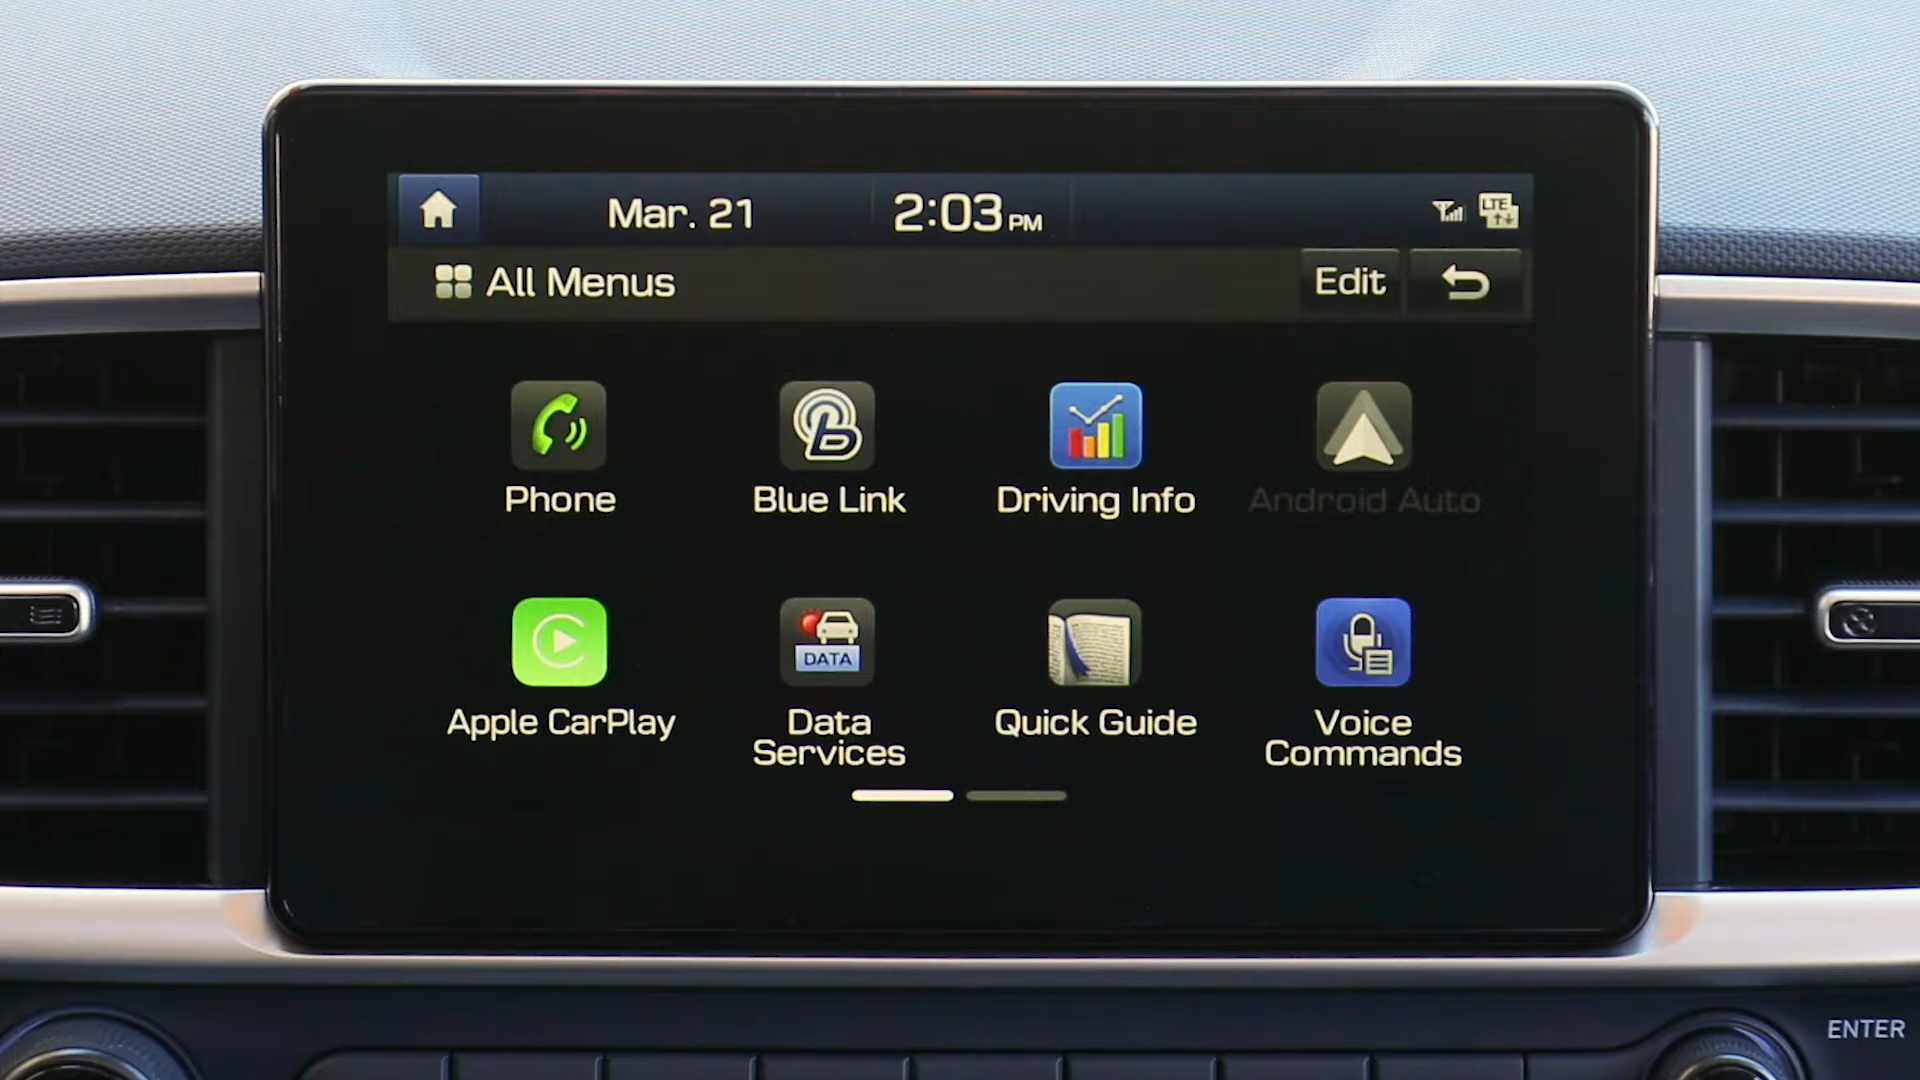 Mar. 21
2:03 PM
LTE
All Menus
Edit
Phone
Blue Link
Driving Info
Android Auto
DATA
Apple CarPlay
Data
Services
Quick Guide
Voice
Commands
ENTER